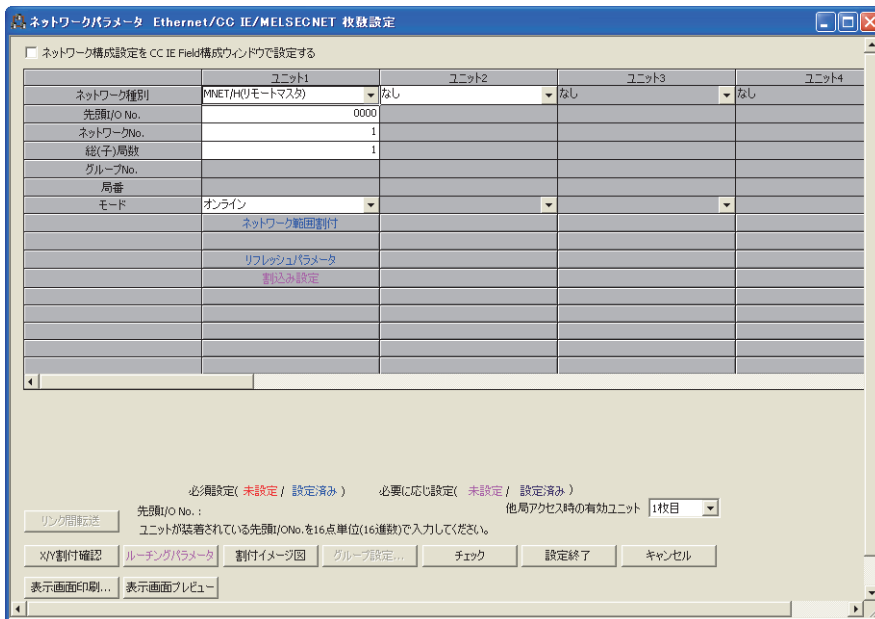 ネットワークパラメータ Ethernet/CC IE/MELSECNET 枚数設定
ネットワーク構成設定をCC IE Field構成ウィンドウで設定する
ユニット1 ユニット2 ユニット3 ユニット4
ネットワーク種別 MNET/H(リモートマスタ) なし なし なし
先頭I/O No. 0000
ネットワークNo. 1
総(子)局数 1
グループNo.
局番
モード オンライン
ネットワーク範囲割付
リフレッシュパラメータ
割込み設定
必須設定( 未設定 / 設定済み ) 必要に応じ設定( 未設定 / 設定済み )
リンク間転送 先頭I/O No. : 他局アクセス時の有効ユニット 1枚目
ユニットが装着されている先頭I/ONo.を16点単位(16進数)で入力してください。
X/Y割付確認 ルーチングパラメータ 割付イメージ図 グループ設定... チェック 設定終了 キャンセル
表示画面印刷... 表示画面プレビュー